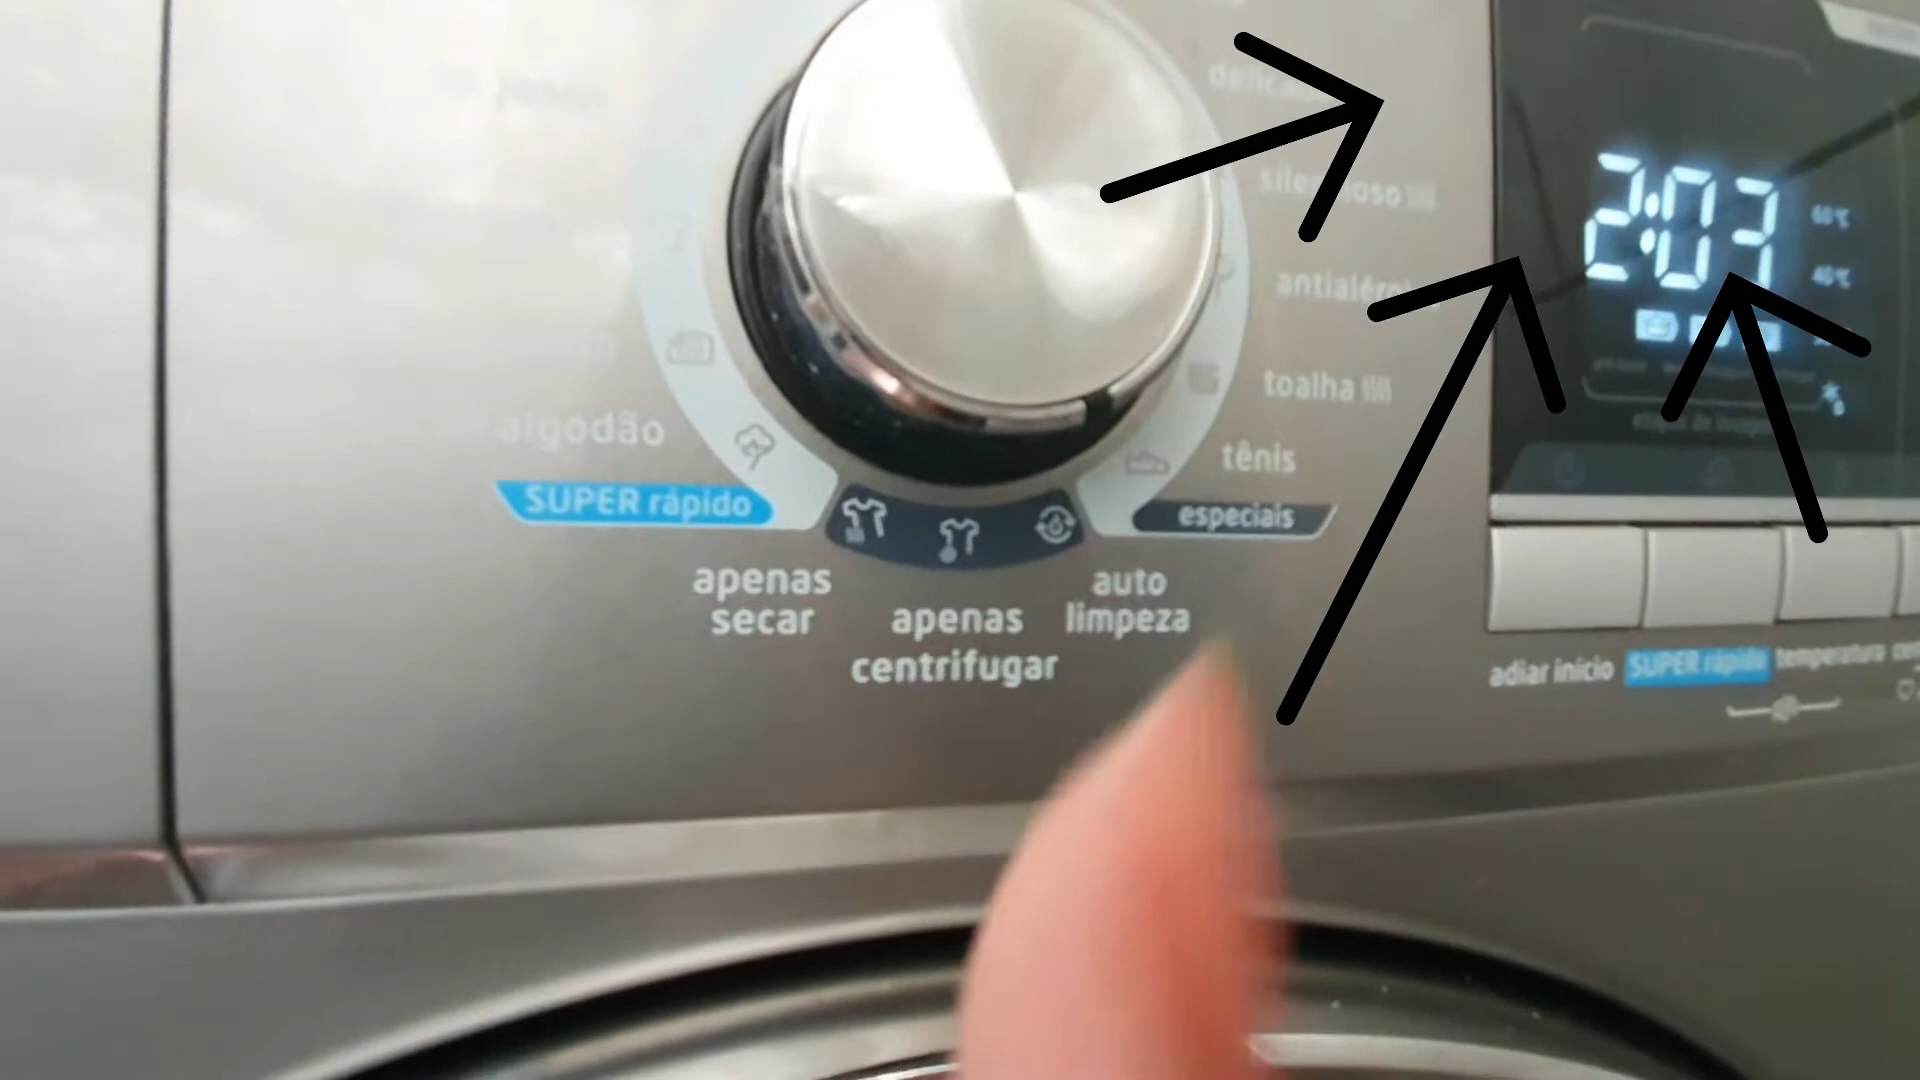 2:03
60°C
40°C
silencioso
toalha
algodão
tênis
SUPER rápido
especiais
apenas
secar
apenas
centrifugar
auto
limpeza
adiar início
SUPER rápido
temperatura